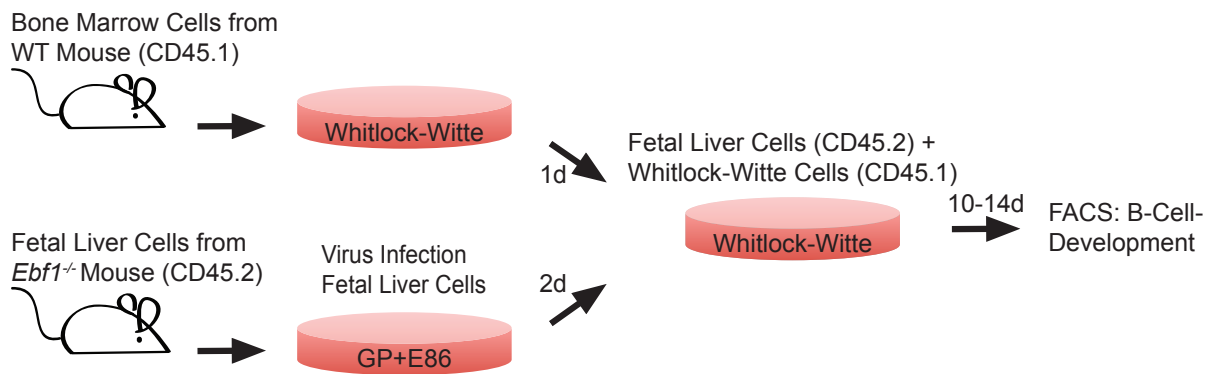 Bone Marrow Cells from
WT Mouse (CD45.1)
Whitlock-Witte
1d
Fetal Liver Cells (CD45.2) +
Whitlock-Witte Cells (CD45.1)
Whitlock-Witte
10-14d
FACS: B-Cell-
Development
Fetal Liver Cells from
Ebf1-/- Mouse (CD45.2)
Virus Infection
Fetal Liver Cells
GP+E86
2d